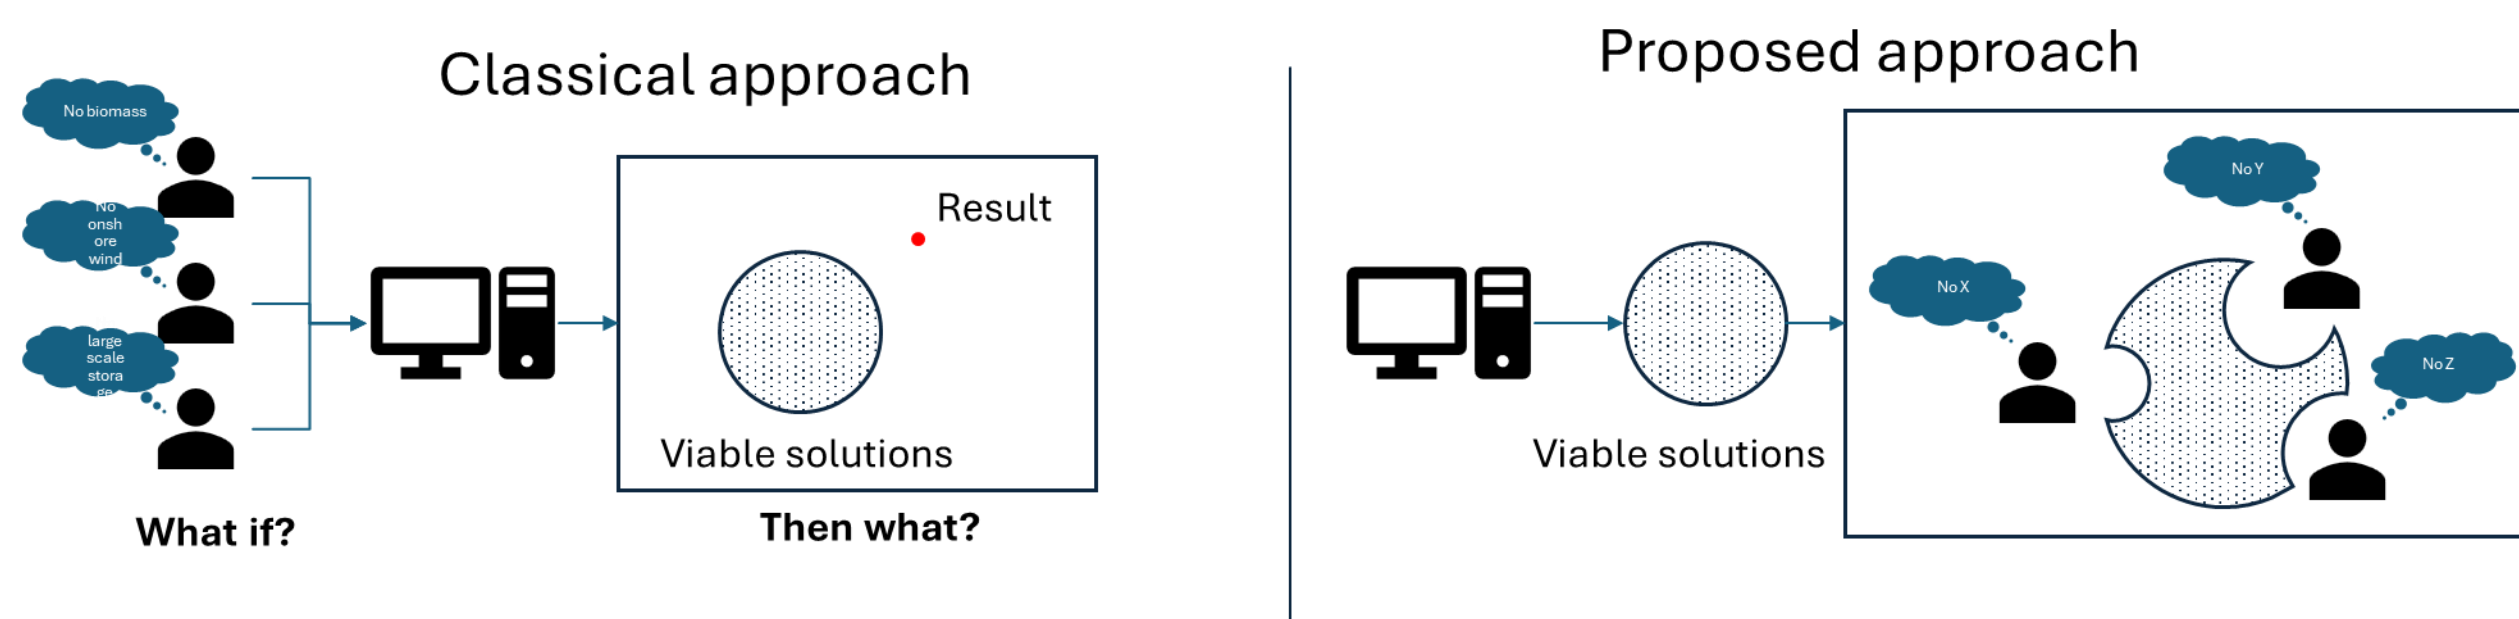 Classical approach
No biomass
No
onsh
ore
wind
large
scale
stora
ge
What if?
Result
Viable solutions
Then what?
Proposed approach
Viable solutions
No Y
No X
No Z